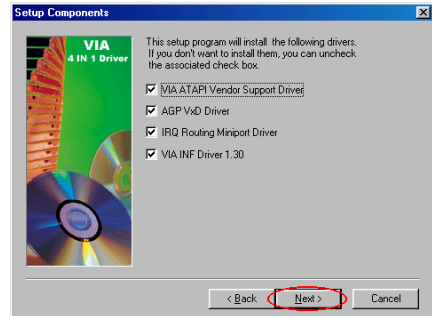 Setup Components
VIA
4 IN 1 Driver
This setup program will install the following drivers.
If you don't want to install them, you can uncheck
the associated check box.
VIA ATAPI Vendor Support Driver
AGP VxD Driver
IRQ Routing Miniport Driver
VIA INF Driver 1.30
< Back
Next >
Cancel